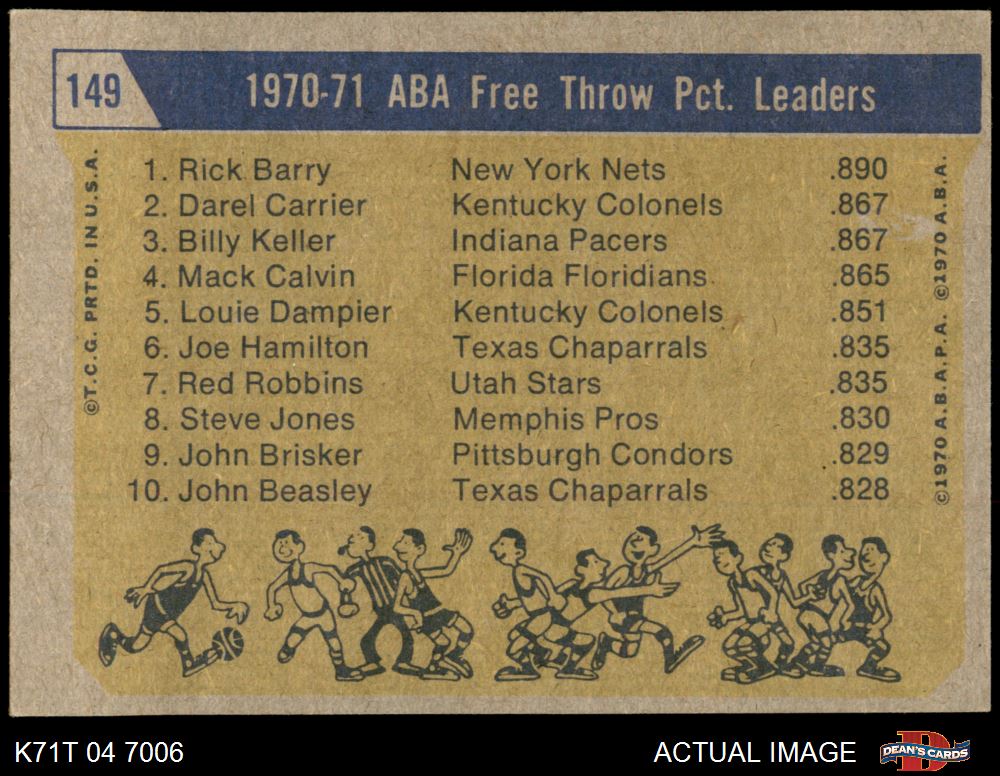 149 1970-71 ABA Free Throw Pct. Leaders
1. Rick Barry New York Nets .890
2. Darel Carrier Kentucky Colonels .867
3. Billy Keller Indiana Pacers .867
4. Mack Calvin Florida Floridians .865
5. Louie Dampier Kentucky Colonels .851
6. Joe Hamilton Texas Chaparrals .835
7. Red Robbins Utah Stars .835
8. Steve Jones Memphis Pros .830
9. John Brisker Pittsburgh Condors .829
10. John Beasley Texas Chaparrals .828
©T.C.G. PRTD. IN U.S.A.
©1970 A.B.A.P.A. ©1970 A.B.A.
K71T 04 7006
ACTUAL IMAGE
D
DEAN'S CARDS